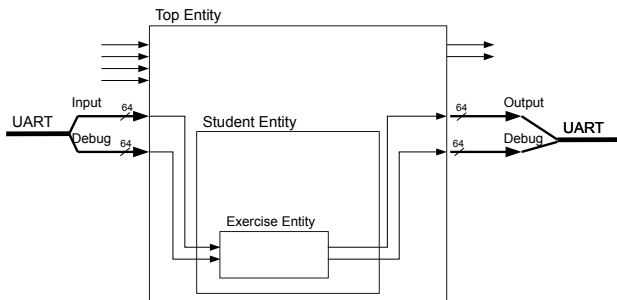 Top Entity
Input
64
UART
Debug
64
Student Entity
Exercise Entity
64
Output
UART
64
Debug